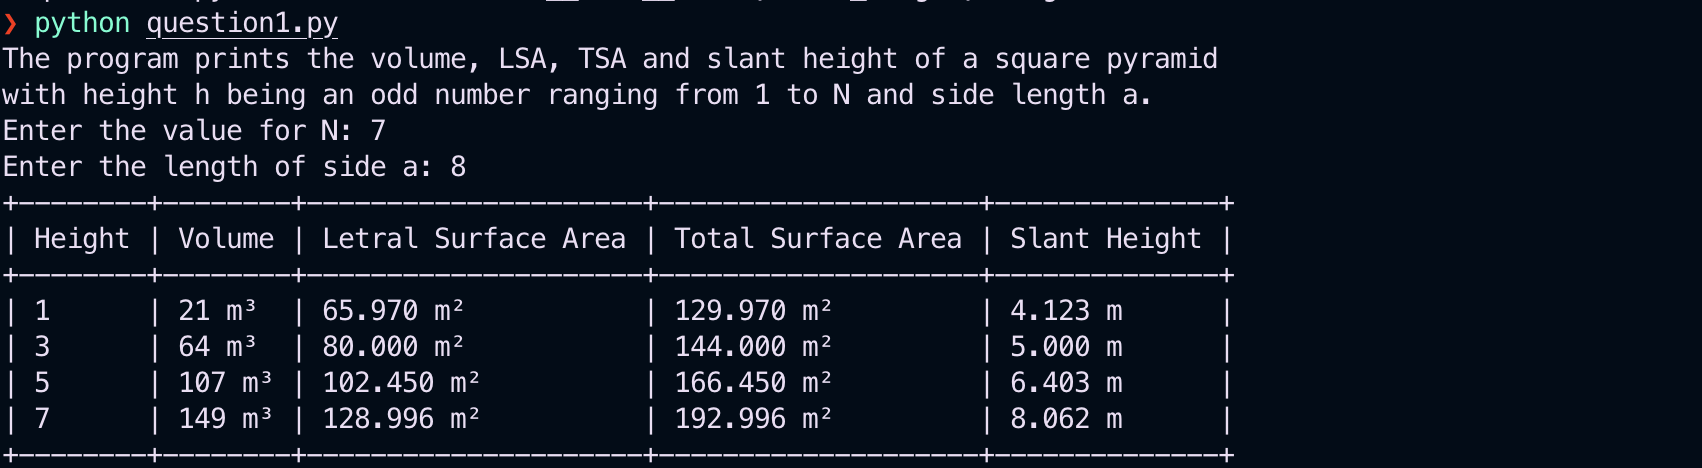 ❯ python question1.py
The program prints the volume, LSA, TSA and slant height of a square pyramid
with height h being an odd number ranging from 1 to N and side length a.
Enter the value for N: 7
Enter the length of side a: 8
+--------+--------+---------------------+--------------------+--------------+
| Height | Volume | Letral Surface Area | Total Surface Area | Slant Height |
+--------+--------+---------------------+--------------------+--------------+
| 1      | 21 m³  | 65.970 m²           | 129.970 m²         | 4.123 m      |
| 3      | 64 m³  | 80.000 m²           | 144.000 m²         | 5.000 m      |
| 5      | 107 m³ | 102.450 m²          | 166.450 m²         | 6.403 m      |
| 7      | 149 m³ | 128.996 m²          | 192.996 m²         | 8.062 m      |
+--------+--------+---------------------+--------------------+--------------+